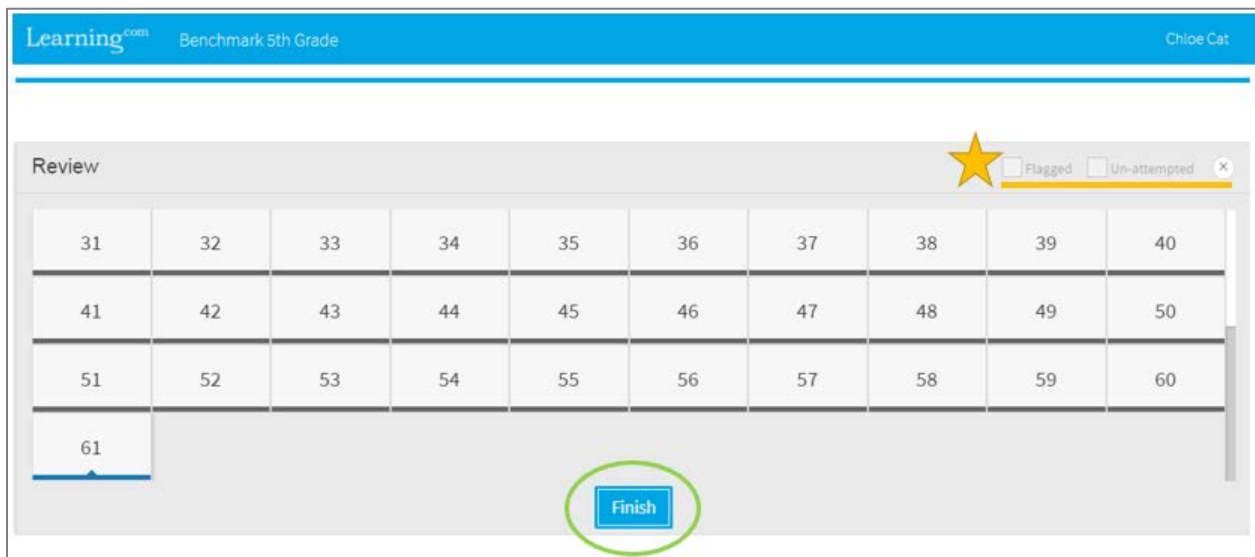 Learning.com Benchmark 5th Grade Chloe Cat
Review Flagged Un-attempted ×
31 32 33 34 35 36 37 38 39 40
41 42 43 44 45 46 47 48 49 50
51 52 53 54 55 56 57 58 59 60
61
Finish